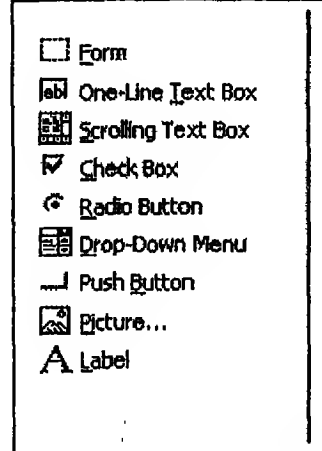 Form
One-Line Text Box
Scrolling Text Box
Check Box
Radio Button
Drop-Down Menu
Push Button
Picture...
Label